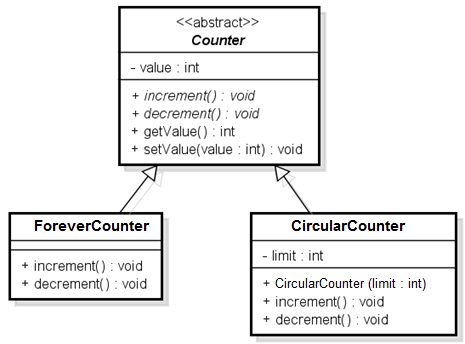 <<abstract>>
Counter
- value : int
+ increment() : void
+ decrement() : void
+ getValue() : int
+ setValue(value : int) : void
ForeverCounter
+ increment() : void
+ decrement() : void
CircularCounter
- limit : int
+ CircularCounter (limit : int)
+ increment() : void
+ decrement() : void